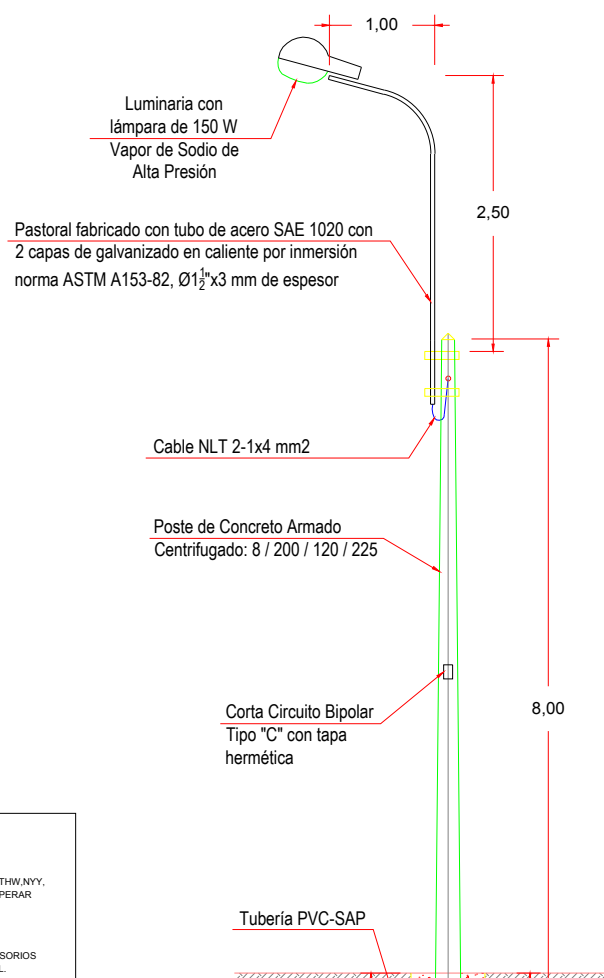 1,00
Luminaria con
lámpara de 150 W
Vapor de Sodio de
Alta Presión
2,50
Pastoral fabricado con tubo de acero SAE 1020 con
2 capas de galvanizado en caliente por inmersión
norma ASTM A153-82, Ø1½"x3 mm de espesor
Cable NLT 2-1x4 mm2
Poste de Concreto Armado
Centrifugado: 8 / 200 / 120 / 225
8,00
Corta Circuito Bipolar
Tipo "C" con tapa
hermética
THW,NYY,
PERAR
SORIOS
L.
Tubería PVC-SAP